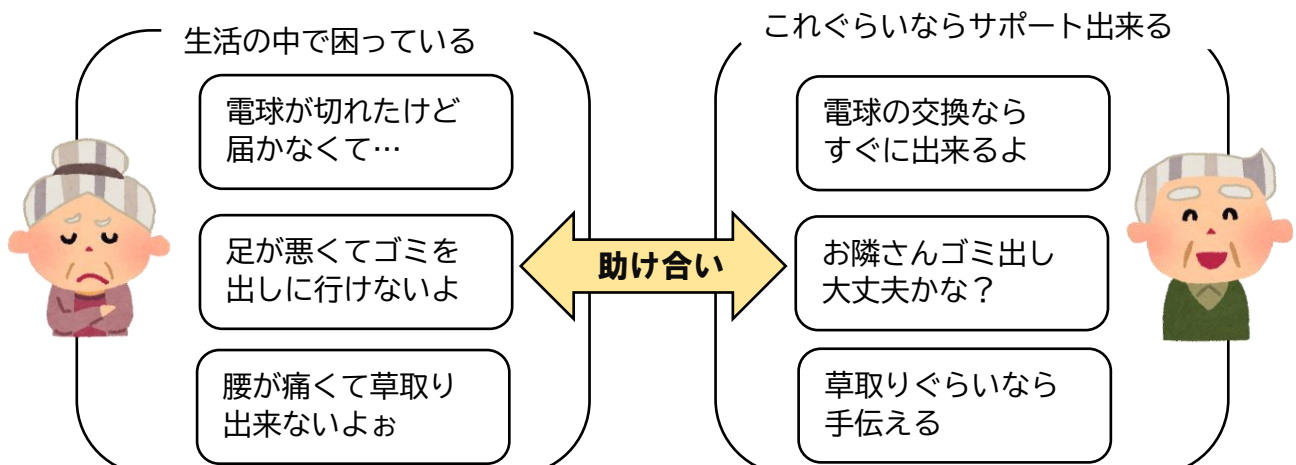 生活の中で困っている
電球が切れたけど
届かなくて…
足が悪くてゴミを
出しに行けないよ
腰が痛くて草取り
出来ないよぉ
助け合い
これぐらいならサポート出来る
電球の交換なら
すぐに出来るよ
お隣さんゴミ出し
大丈夫かな？
草取りぐらいなら
手伝える